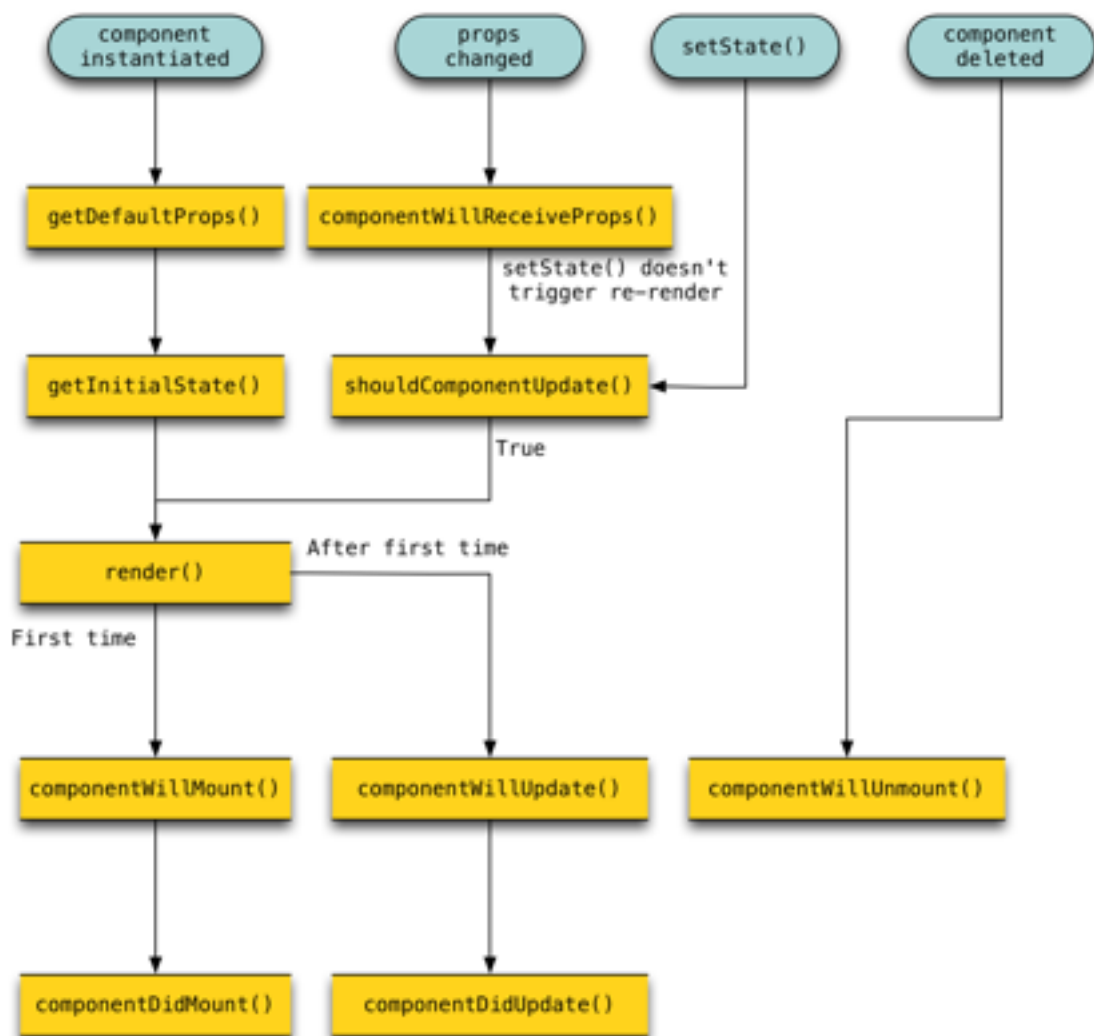 component
instantiated
props
changed
setState()
component
deleted
getDefaultProps()
componentWillReceiveProps()
setState() doesn't
trigger re-render
getInitialState()
shouldComponentUpdate()
True
After first time
render()
First time
componentWillMount()
componentWillUpdate()
componentWillUnmount()
componentDidMount()
componentDidUpdate()